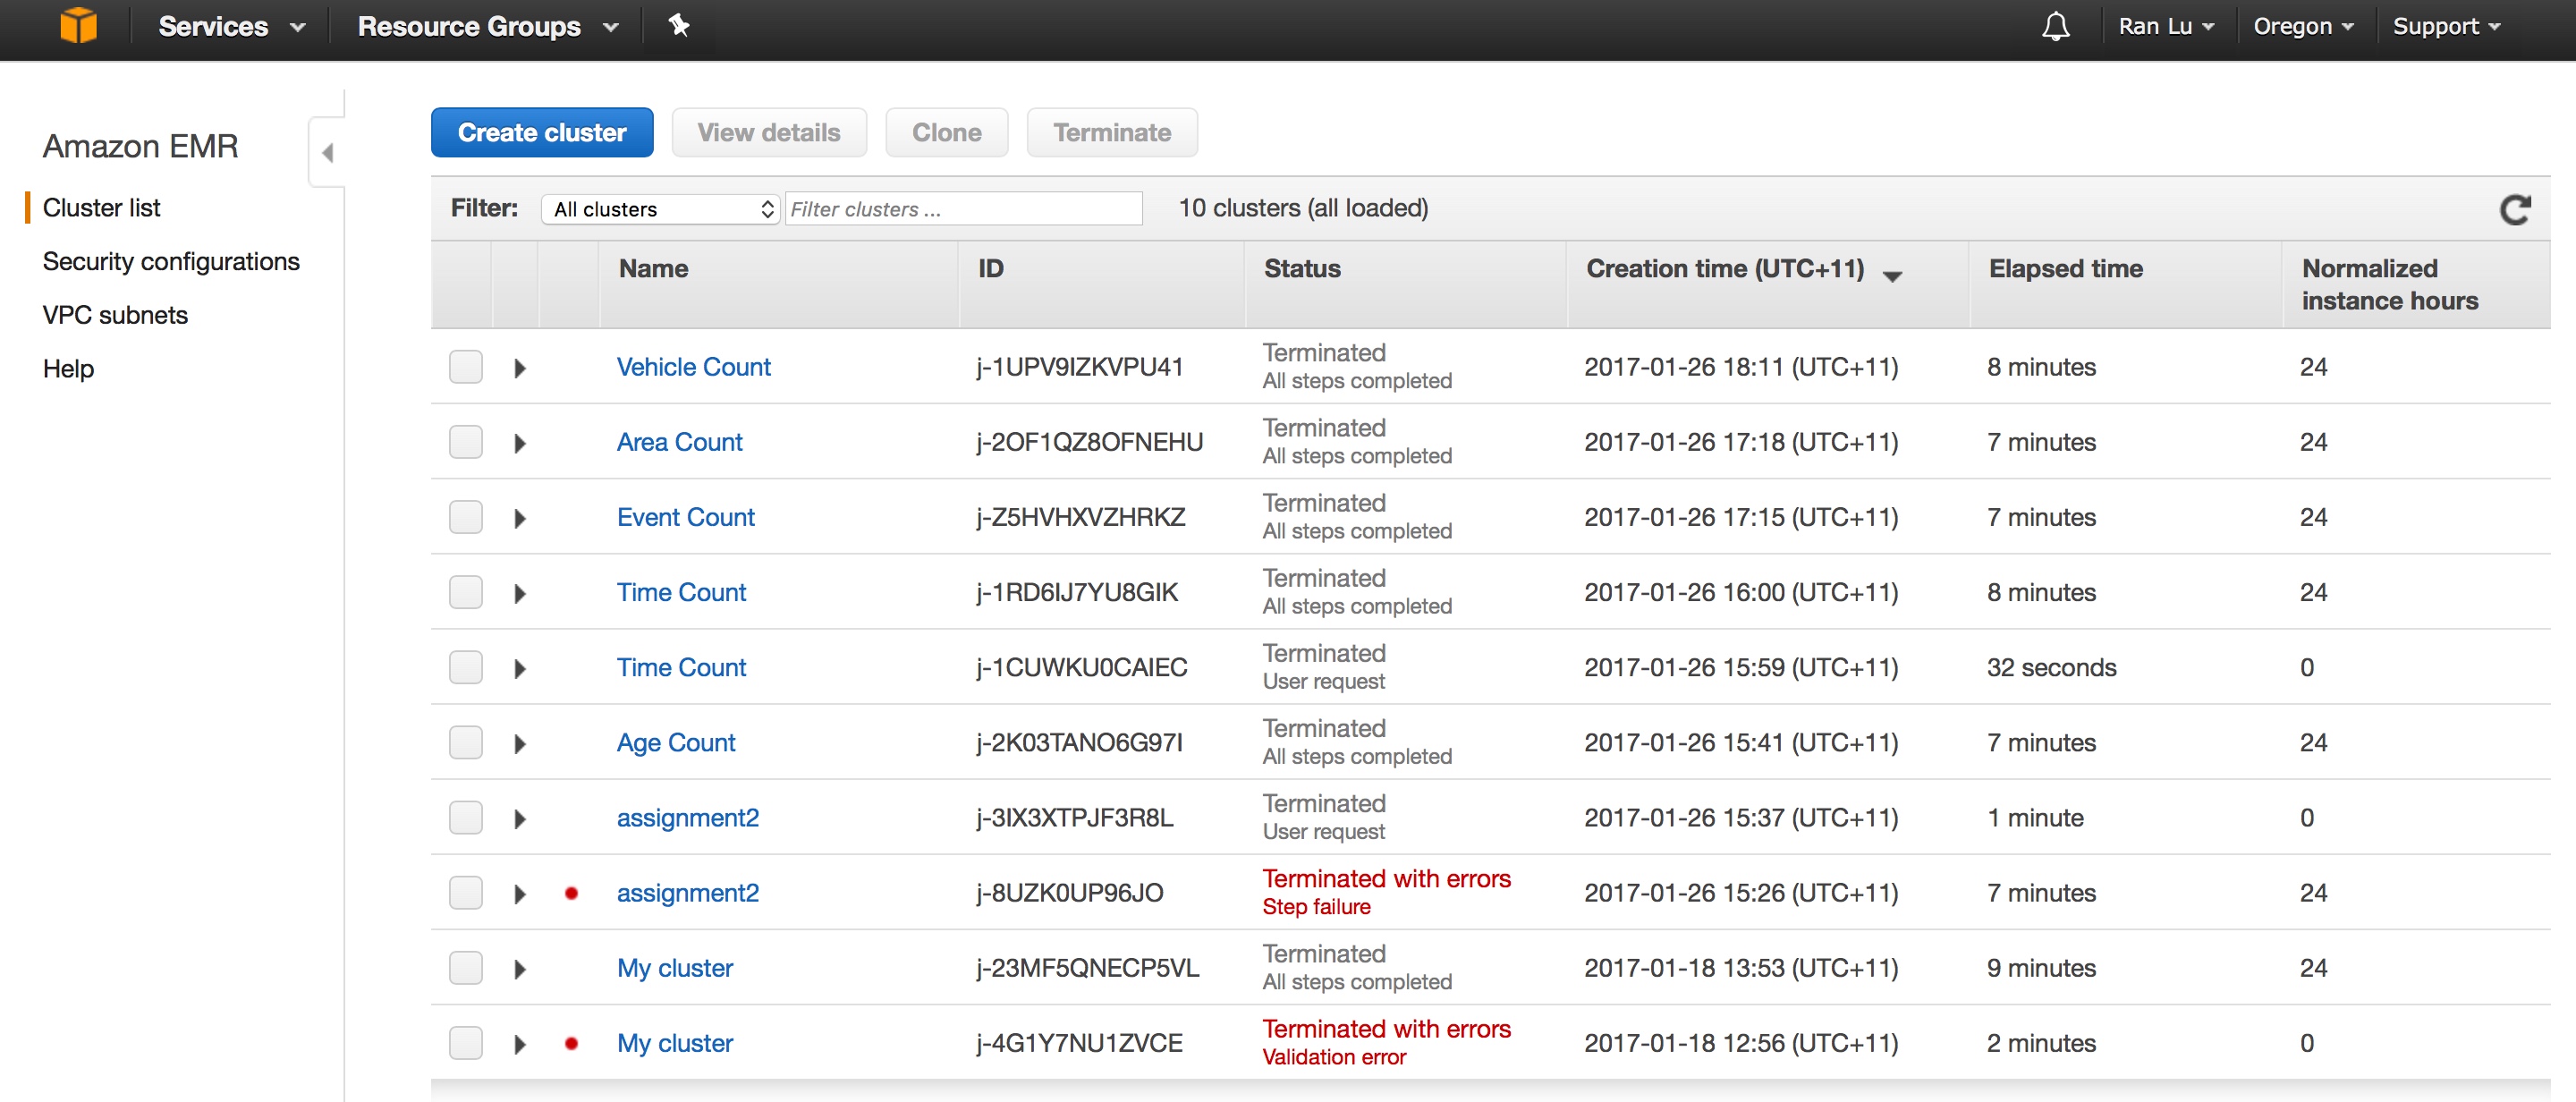 Services Resource Groups Ran Lu Oregon Support
Amazon EMR
Cluster list
Security configurations
VPC subnets
Help
Create cluster View details Clone Terminate
Filter: All clusters Filter clusters ... 10 clusters (all loaded)
Name ID Status Creation time (UTC+11) Elapsed time Normalized instance hours
Vehicle Count j-1UPV9IZKVPU41 Terminated 2017-01-26 18:11 (UTC+11) 8 minutes 24
All steps completed
Area Count j-2OF1QZ8OFNEHU Terminated 2017-01-26 17:18 (UTC+11) 7 minutes 24
All steps completed
Event Count j-Z5HVHXVZHRKZ Terminated 2017-01-26 17:15 (UTC+11) 7 minutes 24
All steps completed
Time Count j-1RD6IJ7YU8GIK Terminated 2017-01-26 16:00 (UTC+11) 8 minutes 24
All steps completed
Time Count j-1CUWKU0CAIEC Terminated 2017-01-26 15:59 (UTC+11) 32 seconds 0
User request
Age Count j-2K03TANO6G97I Terminated 2017-01-26 15:41 (UTC+11) 7 minutes 24
All steps completed
assignment2 j-3IX3XTPJF3R8L Terminated 2017-01-26 15:37 (UTC+11) 1 minute 0
User request
assignment2 j-8UZK0UP96JO Terminated with errors 2017-01-26 15:26 (UTC+11) 7 minutes 24
Step failure
My cluster j-23MF5QNECP5VL Terminated 2017-01-18 13:53 (UTC+11) 9 minutes 24
All steps completed
My cluster j-4G1Y7NU1ZVCE Terminated with errors 2017-01-18 12:56 (UTC+11) 2 minutes 0
Validation error